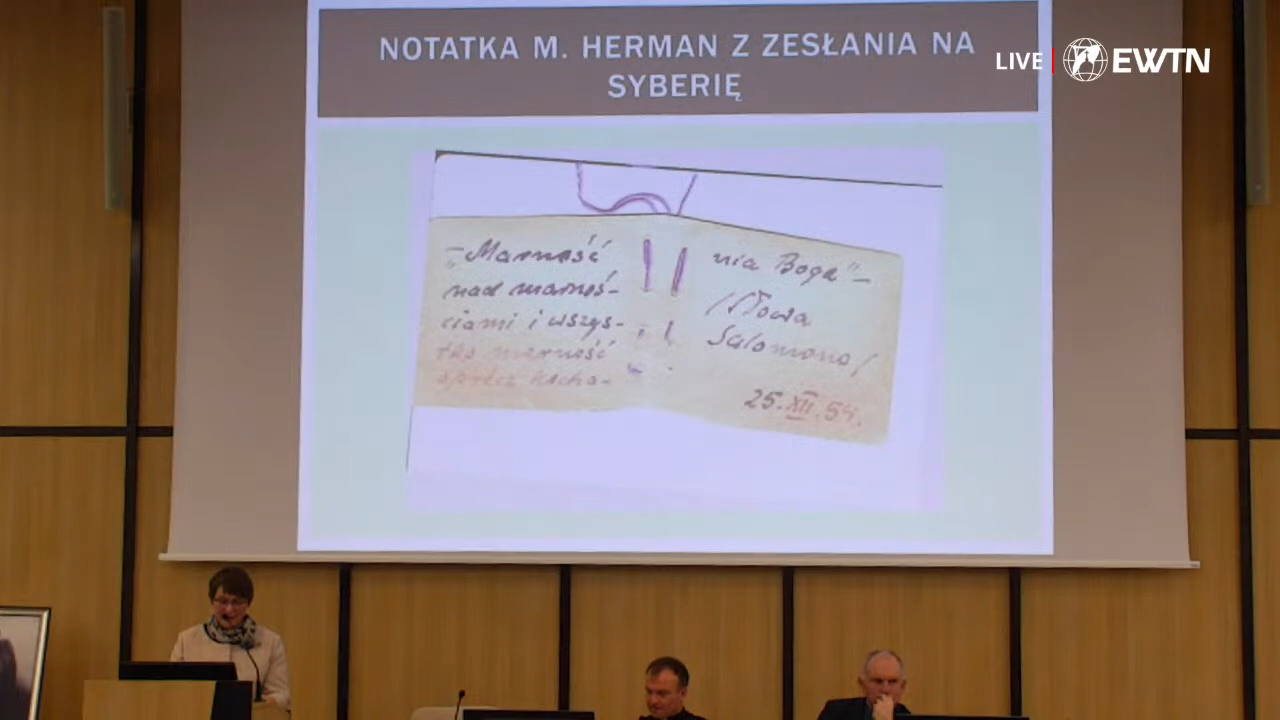 NOTATKA M. HERMAN Z ZESŁANIA NA
SYBERIĘ
LIVE EWTN
–„Marność
nad marnoś-
ciami i wszys-
tko marność
oprócz kocha-
nia Boga”–
/Słowa
Salomona/
25.XII.54.